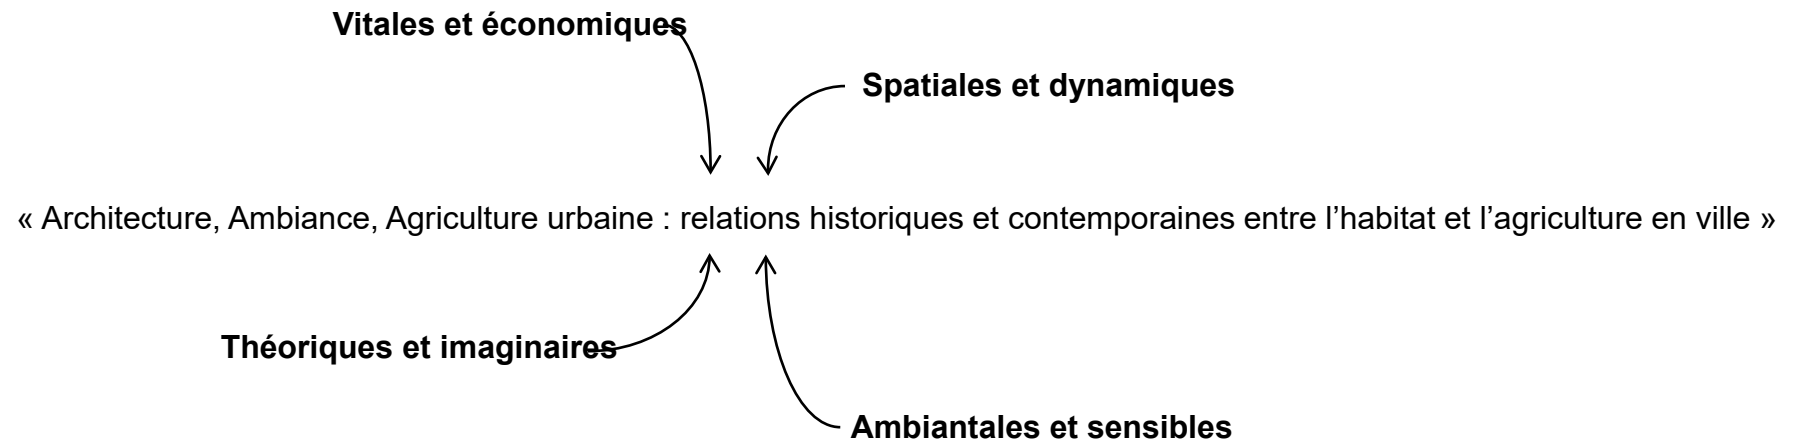 Vitales et économiques
Spatiales et dynamiques
« Architecture, Ambiance, Agriculture urbaine : relations historiques et contemporaines entre l’habitat et l’agriculture en ville »
Théoriques et imaginaires
Ambiantales et sensibles